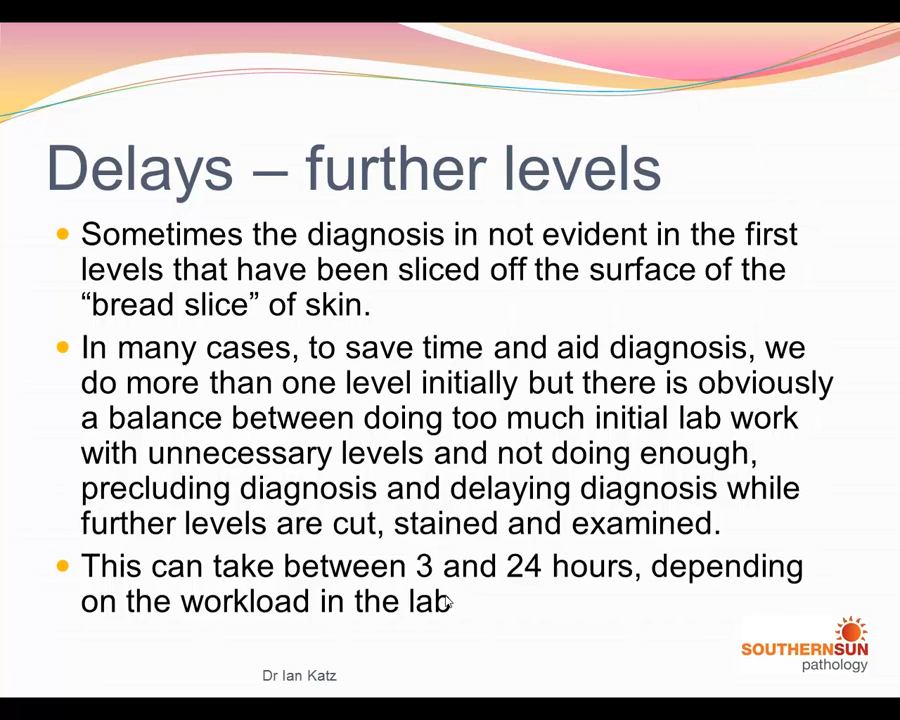 Delays – further levels
Sometimes the diagnosis in not evident in the first
levels that have been sliced off the surface of the
“bread slice” of skin.
In many cases, to save time and aid diagnosis, we
do more than one level initially but there is obviously
a balance between doing too much initial lab work
with unnecessary levels and not doing enough,
precluding diagnosis and delaying diagnosis while
further levels are cut, stained and examined.
This can take between 3 and 24 hours, depending
on the workload in the lab
SOUTHERNSUN
pathology
Dr Ian Katz